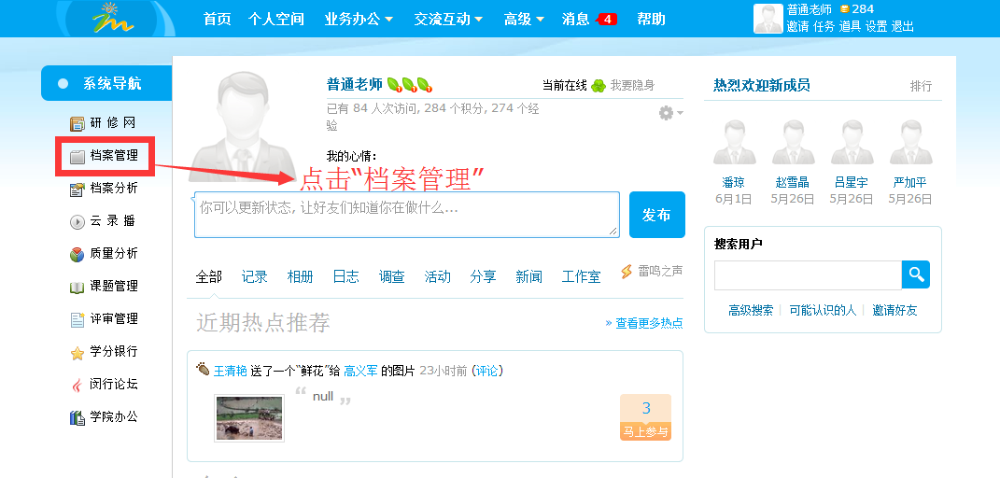 首页 个人空间 业务办公 交流互动 高级 消息 4 帮助
普通老师 284
邀请 任务 道具 设置 退出
系统导航
研 修 网
档案管理
档案分析
云 录 播
质量分析
课题管理
评审管理
学分银行
闵行论坛
学院办公
普通老师 当前在线 我要隐身
已有 84 人次访问, 284 个积分, 274 个经
验
我的心情:
点击“档案管理”
你可以更新状态, 让好友们知道你在做什么...
发布
全部 记录 相册 日志 调查 活动 分享 新闻 工作室 雷鸣之声
近期热点推荐 » 查看更多热点
王清艳 送了一个“鲜花”给 高义军 的图片 23小时前 (评论)
“ null ”
3
马上参与
热烈欢迎新成员 排行
潘琼 赵雪晶 吕星宇 严加平
6月1日 5月26日 5月26日 5月26日
搜索用户
高级搜索 | 可能认识的人 | 邀请好友